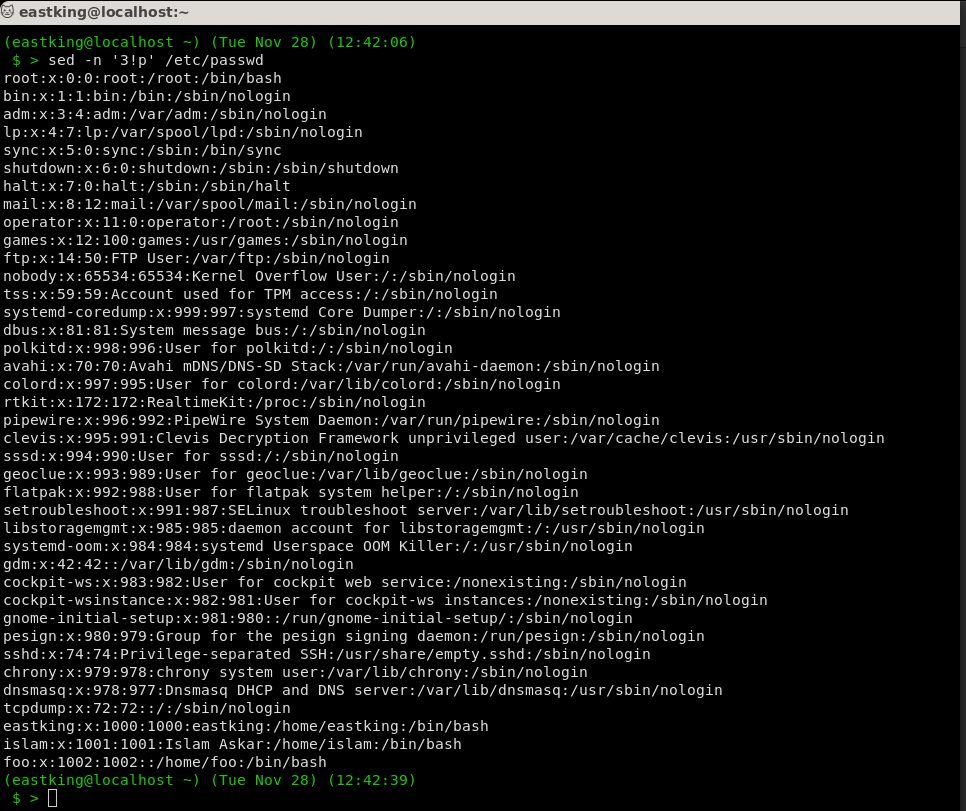 eastking@localhost:~
(eastking@localhost ~) (Tue Nov 28) (12:42:06)
$ > sed -n '3!p' /etc/passwd
root:x:0:0:root:/root:/bin/bash
bin:x:1:1:bin:/bin:/sbin/nologin
adm:x:3:4:adm:/var/adm:/sbin/nologin
lp:x:4:7:lp:/var/spool/lpd:/sbin/nologin
sync:x:5:0:sync:/sbin:/bin/sync
shutdown:x:6:0:shutdown:/sbin:/sbin/shutdown
halt:x:7:0:halt:/sbin:/sbin/halt
mail:x:8:12:mail:/var/spool/mail:/sbin/nologin
operator:x:11:0:operator:/root:/sbin/nologin
games:x:12:100:games:/usr/games:/sbin/nologin
ftp:x:14:50:FTP User:/var/ftp:/sbin/nologin
nobody:x:65534:65534:Kernel Overflow User:/:/sbin/nologin
tss:x:59:59:Account used for TPM access:/:/sbin/nologin
systemd-coredump:x:999:997:systemd Core Dumper:/:/sbin/nologin
dbus:x:81:81:System message bus:/:/sbin/nologin
polkitd:x:998:996:User for polkitd:/:/sbin/nologin
avahi:x:70:70:Avahi mDNS/DNS-SD Stack:/var/run/avahi-daemon:/sbin/nologin
colord:x:997:995:User for colord:/var/lib/colord:/sbin/nologin
rtkit:x:172:172:RealtimeKit:/proc:/sbin/nologin
pipewire:x:996:992:PipeWire System Daemon:/var/run/pipewire:/sbin/nologin
clevis:x:995:991:Clevis Decryption Framework unprivileged user:/var/cache/clevis:/usr/sbin/nologin
sssd:x:994:990:User for sssd:/:/sbin/nologin
geoclue:x:993:989:User for geoclue:/var/lib/geoclue:/sbin/nologin
flatpak:x:992:988:User for flatpak system helper:/:/sbin/nologin
setroubleshoot:x:991:987:SELinux troubleshoot server:/var/lib/setroubleshoot:/usr/sbin/nologin
libstoragemgmt:x:985:985:daemon account for libstoragemgmt:/:/usr/sbin/nologin
systemd-oom:x:984:984:systemd Userspace OOM Killer:/:/usr/sbin/nologin
gdm:x:42:42::/var/lib/gdm:/sbin/nologin
cockpit-ws:x:983:982:User for cockpit web service:/nonexisting:/sbin/nologin
cockpit-wsinstance:x:982:981:User for cockpit-ws instances:/nonexisting:/sbin/nologin
gnome-initial-setup:x:981:980::/run/gnome-initial-setup/:/sbin/nologin
pesign:x:980:979:Group for the pesign signing daemon:/run/pesign:/sbin/nologin
sshd:x:74:74:Privilege-separated SSH:/usr/share/empty.sshd:/sbin/nologin
chrony:x:979:978:chrony system user:/var/lib/chrony:/sbin/nologin
dnsmasq:x:978:977:Dnsmasq DHCP and DNS server:/var/lib/dnsmasq:/usr/sbin/nologin
tcpdump:x:72:72::/:/sbin/nologin
eastking:x:1000:1000:eastking:/home/eastking:/bin/bash
islam:x:1001:1001:Islam Askar:/home/islam:/bin/bash
foo:x:1002:1002::/home/foo:/bin/bash
(eastking@localhost ~) (Tue Nov 28) (12:42:39)
$ >